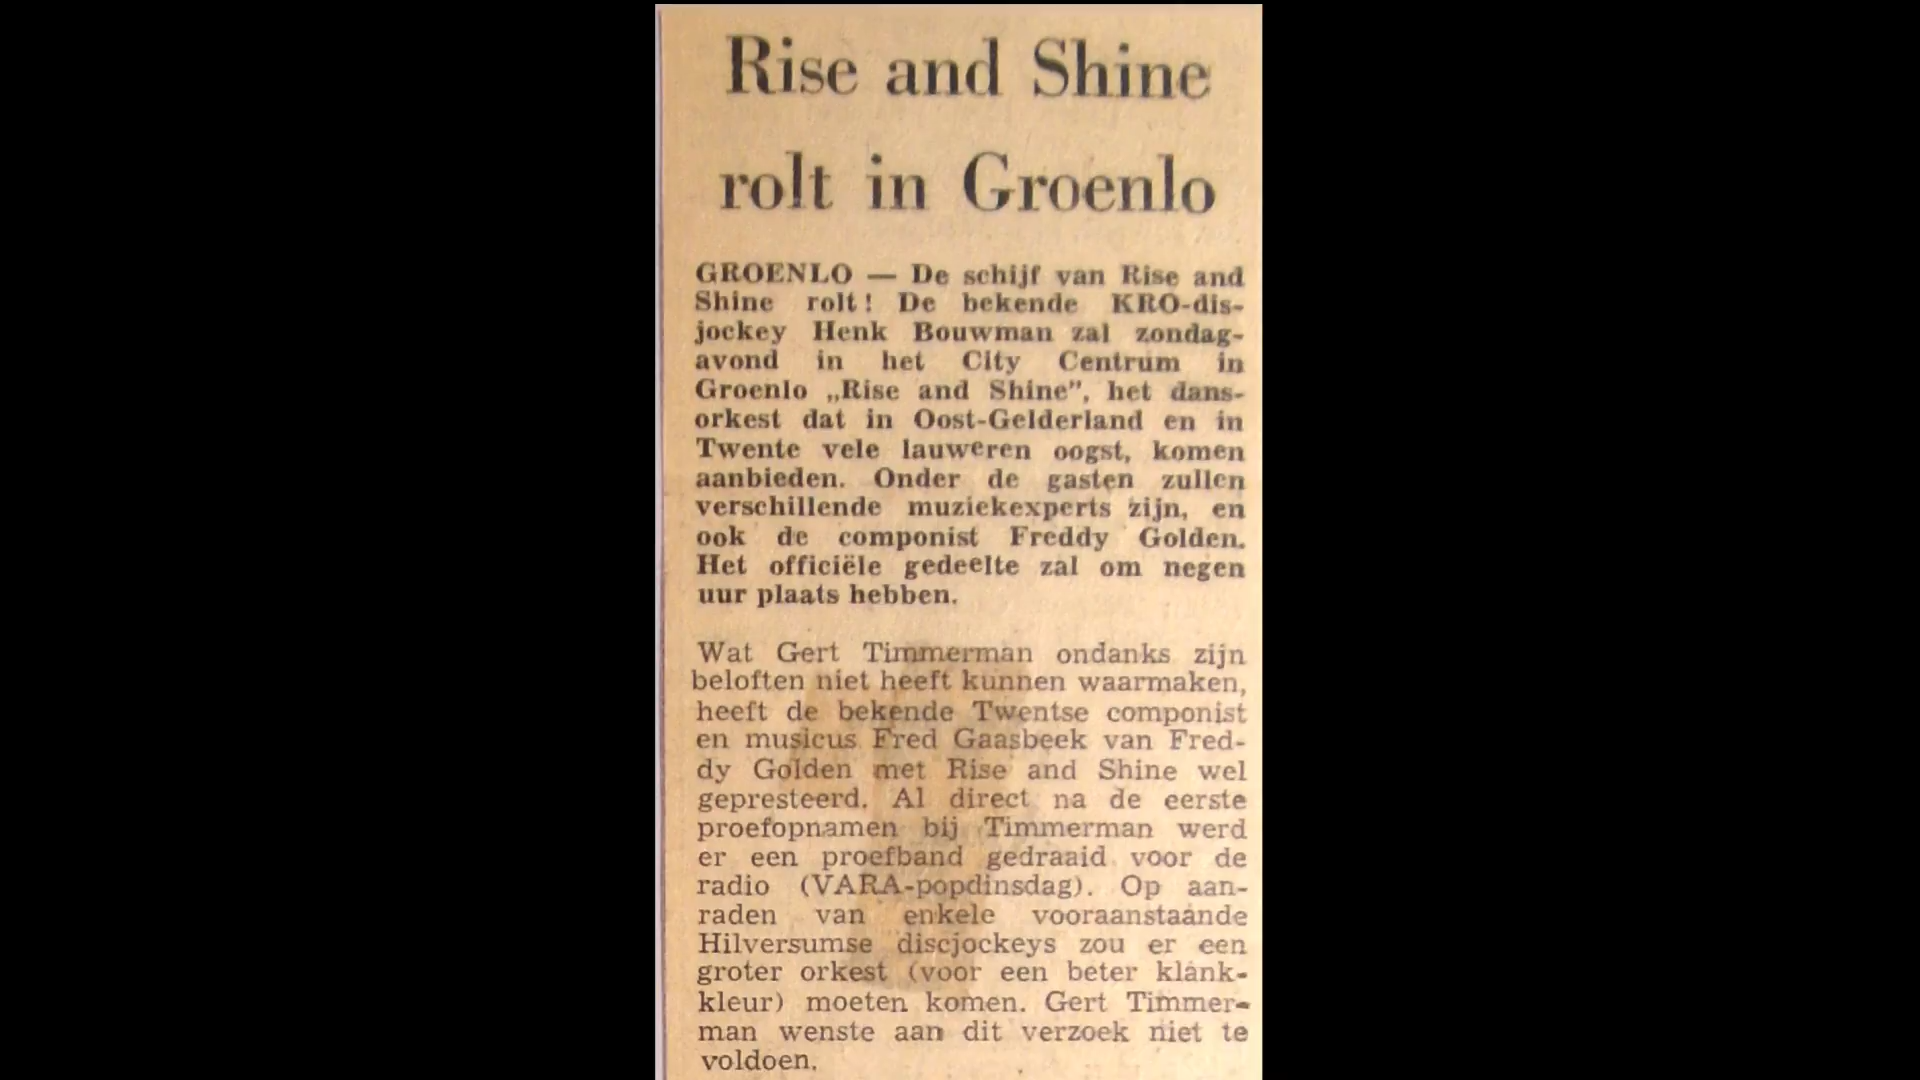 Rise and Shine
rolt in Groenlo
GROENLO — De schijf van Rise and
Shine rolt! De bekende KRO-dis-
jockey Henk Bouwman zal zondag-
avond in het City Centrum in
Groenlo „Rise and Shine”, het dans-
orkest dat in Oost-Gelderland en in
Twente vele lauweren oogst, komen
aanbieden. Onder de gasten zullen
verschillende muziekexperts zijn, en
ook de componist Freddy Golden.
Het officiële gedeelte zal om negen
uur plaats hebben.
Wat Gert Timmerman ondanks zijn
beloften niet heeft kunnen waarmaken,
heeft de bekende Twentse componist
en musicus Fred Gaasbeek van Fred-
dy Golden met Rise and Shine wel
gepresteerd. Al direct na de eerste
proefopnamen bij Timmerman werd
er een proefband gedraaid voor de
radio (VARA-popdinsdag). Op aan-
raden van enkele vooraanstaande
Hilversumse discjockeys zou er een
groter orkest (voor een beter klank-
kleur) moeten komen. Gert Timmer-
man wenste aan dit verzoek niet te
voldoen.